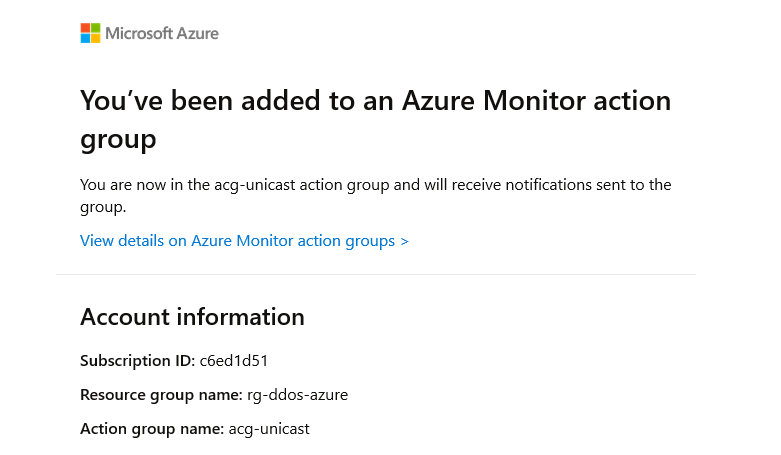 Microsoft Azure
You’ve been added to an Azure Monitor action
group
You are now in the acg-unicast action group and will receive notifications sent to the
group.
View details on Azure Monitor action groups >
Account information
Subscription ID: c6ed1d51
Resource group name: rg-ddos-azure
Action group name: acg-unicast